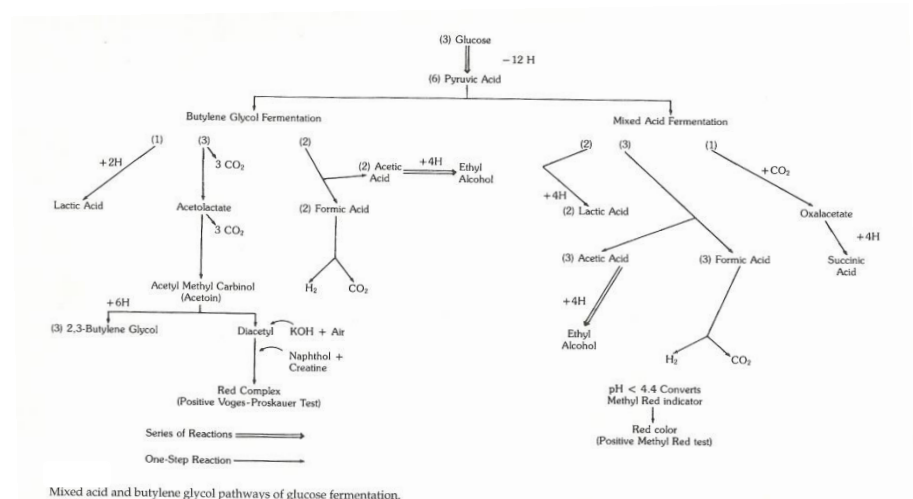 (3) Glucose
−12 H
(6) Pyruvic Acid
Butylene Glycol Fermentation
Mixed Acid Fermentation
(1)
(3)
(2)
(2)
(3)
(1)
+2H
3 CO₂
(2) Acetic
Acid
+4H
Ethyl
Alcohol
+CO₂
+4H
Lactic Acid
Acetolactate
(2) Formic Acid
(2) Lactic Acid
Oxalacetate
3 CO₂
+4H
(3) Acetic Acid
(3) Formic Acid
Succinic
Acid
Acetyl Methyl Carbinol
(Acetoin)
H₂
CO₂
+6H
+4H
(3) 2,3-Butylene Glycol
Diacetyl
KOH + Air
Ethyl
Alcohol
Naphthol +
Creatine
H₂
CO₂
Red Complex
(Positive Voges-Proskauer Test)
pH < 4.4 Converts
Methyl Red indicator
Red color
(Positive Methyl Red test)
Series of Reactions
One-Step Reaction
Mixed acid and butylene glycol pathways of glucose fermentation.